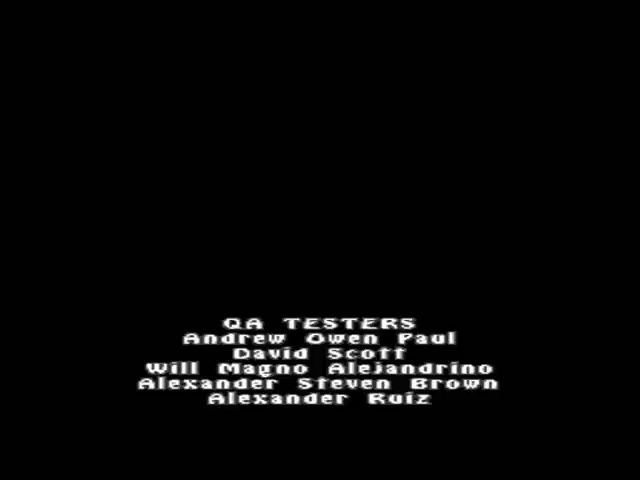 QA TESTERS
Andrew Owen Paul
David Scott
Will Magno Alejandrino
Alexander Steven Brown
Alexander Ruiz